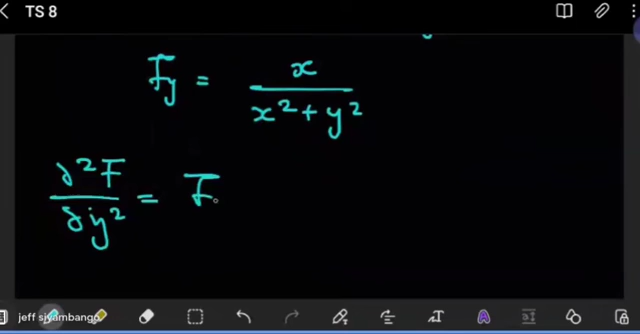 TS 8
Fy = x / (x² + y²)
∂²F / ∂y² = F
jeff siyambango